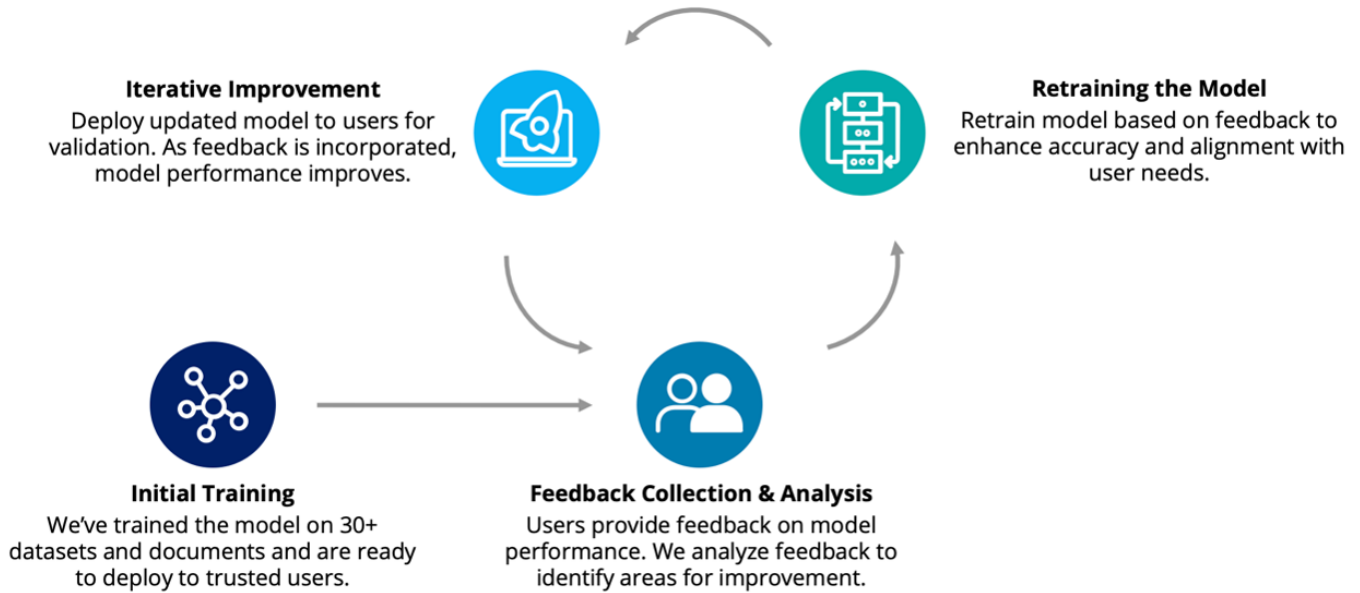 Iterative Improvement
Deploy updated model to users for
validation. As feedback is incorporated,
model performance improves.
Retraining the Model
Retrain model based on feedback to
enhance accuracy and alignment with
user needs.
Initial Training
We've trained the model on 30+
datasets and documents and are ready
to deploy to trusted users.
Feedback Collection & Analysis
Users provide feedback on model
performance. We analyze feedback to
identify areas for improvement.